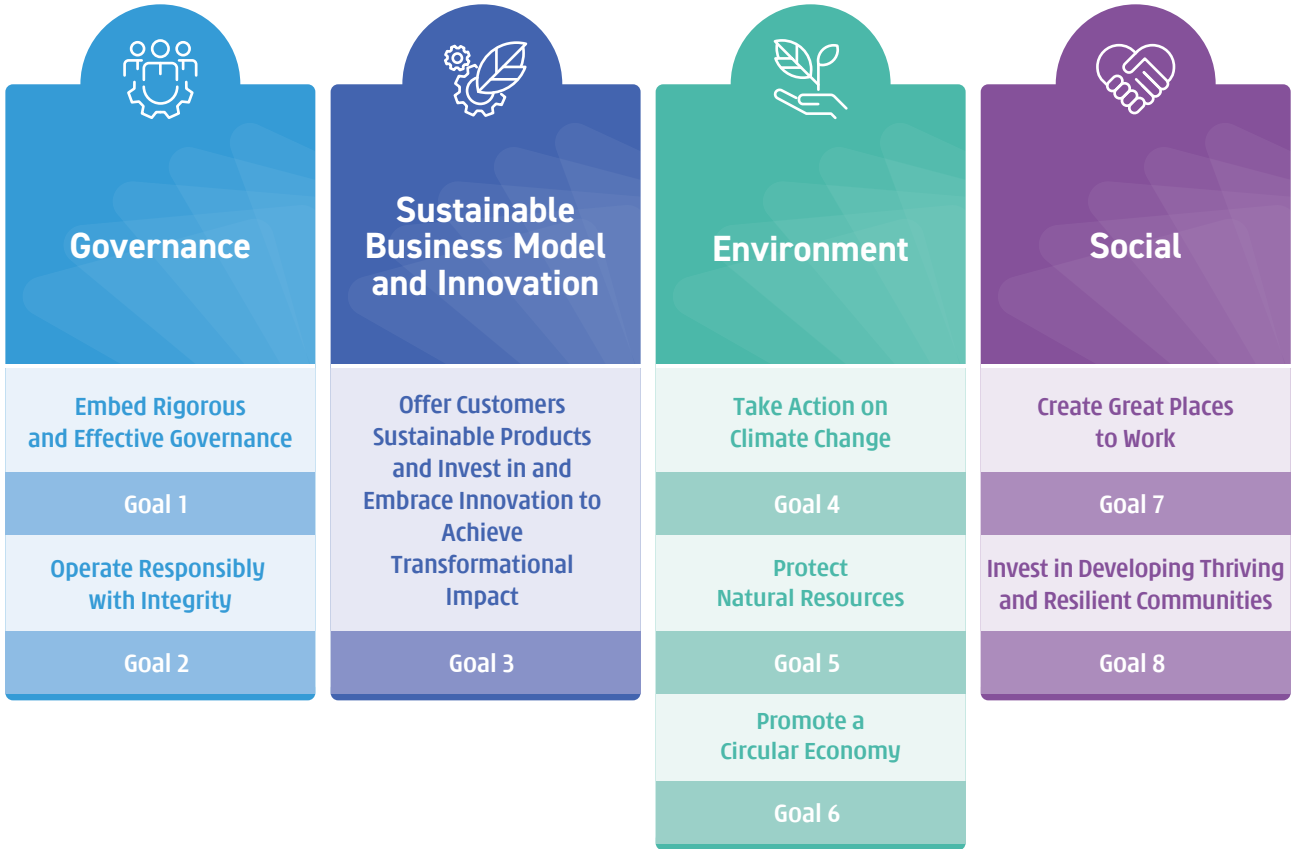 Governance
Embed Rigorous
and Effective Governance
Goal 1
Operate Responsibly
with Integrity
Goal 2
Sustainable
Business Model
and Innovation
Offer Customers
Sustainable Products
and Invest in and
Embrace Innovation to
Achieve
Transformational
Impact
Goal 3
Environment
Take Action on
Climate Change
Goal 4
Protect
Natural Resources
Goal 5
Promote a
Circular Economy
Goal 6
Social
Create Great Places
to Work
Goal 7
Invest in Developing Thriving
and Resilient Communities
Goal 8